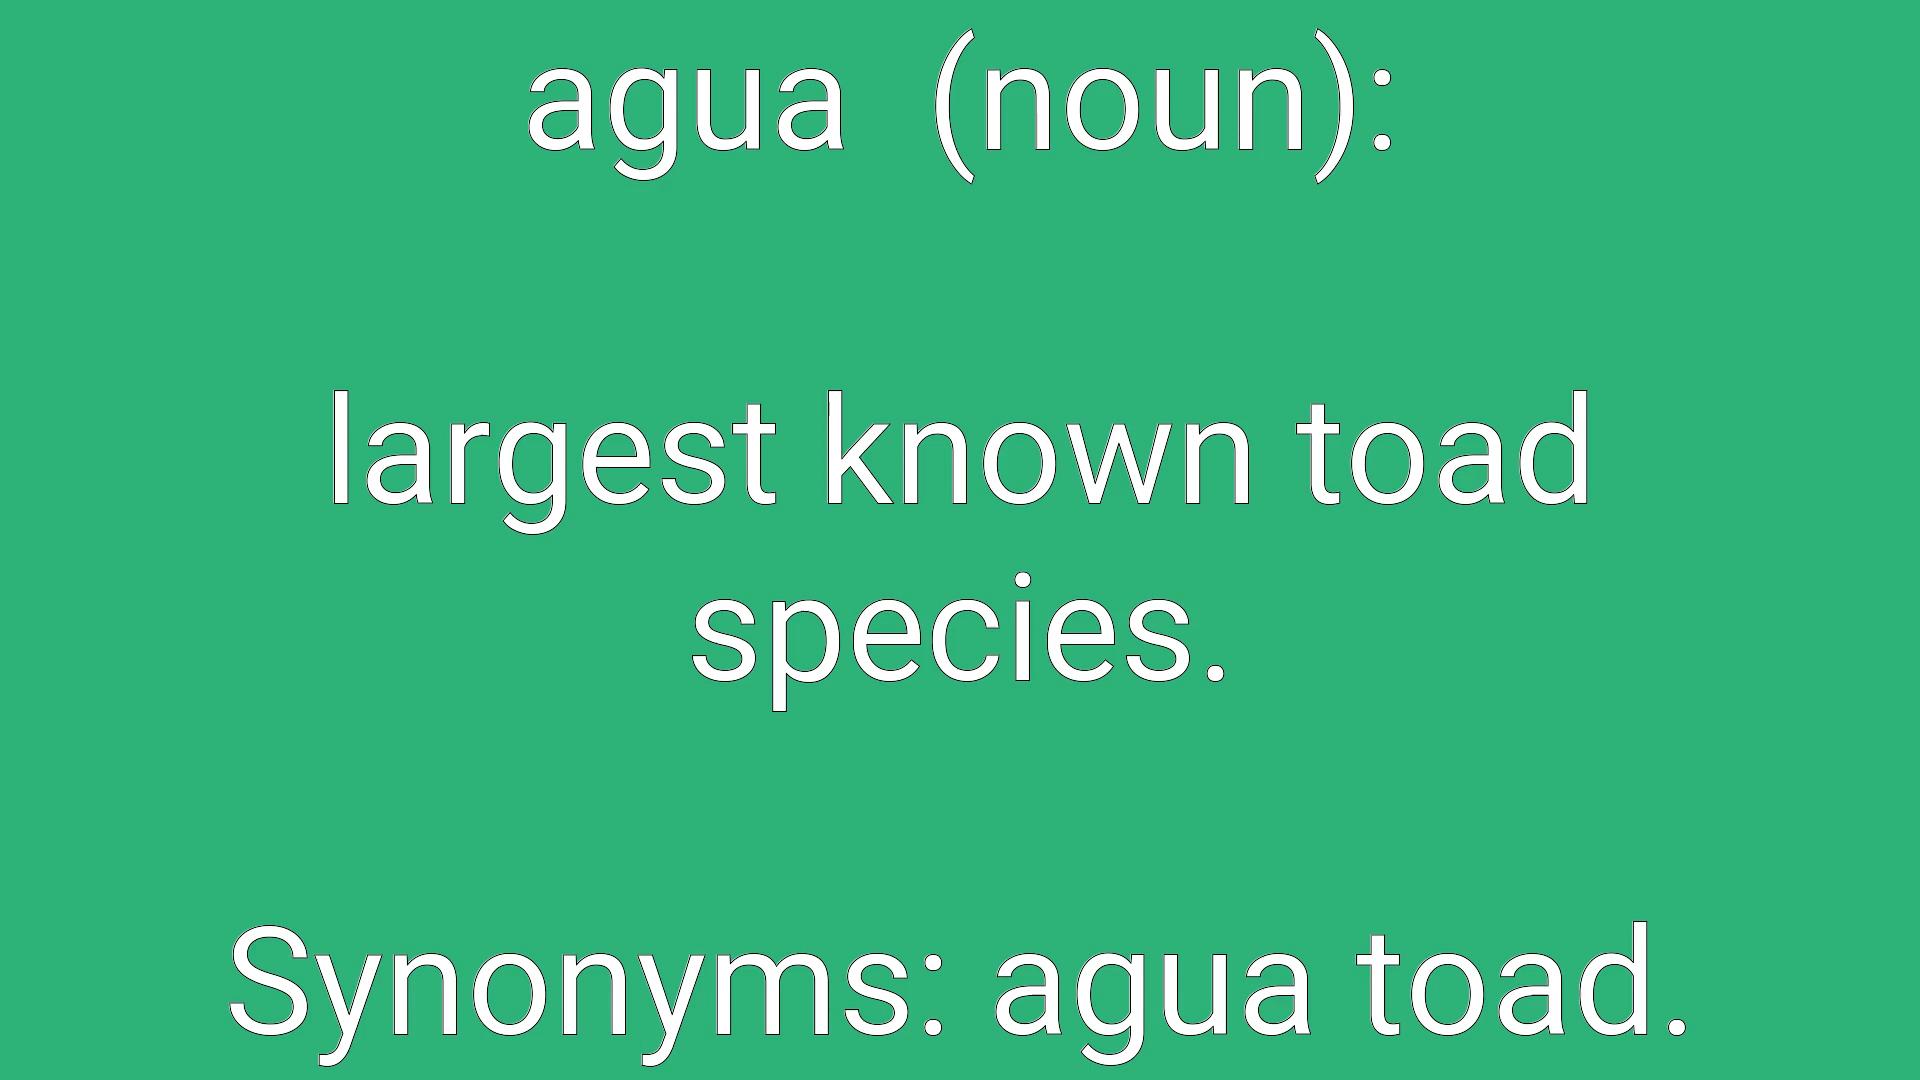 agua  (noun):
largest known toad
species.
Synonyms: agua toad.